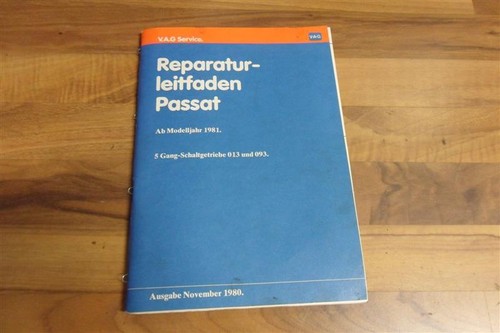 V.A.G Service.
V·A·G
Reparatur-
leitfaden
Passat
Ab Modelljahr 1981.
5 Gang-Schaltgetriebe 013 und 093.
Ausgabe November 1980.